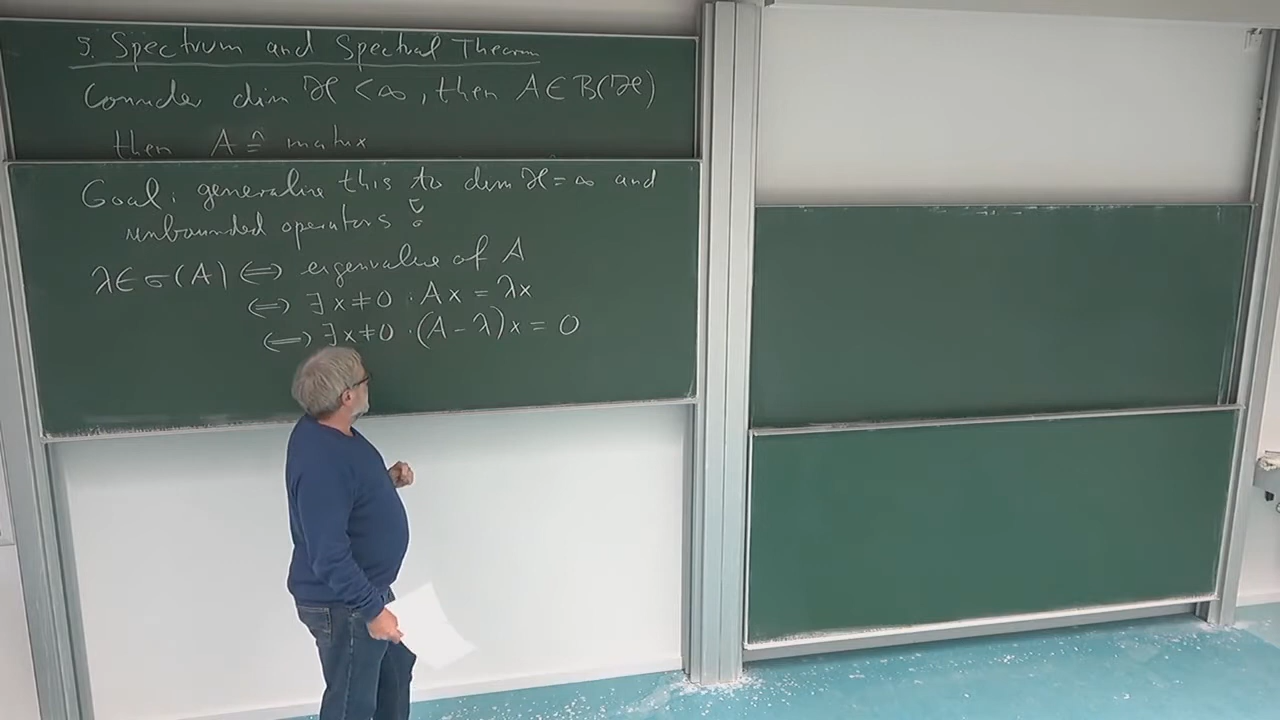 5. Spectrum and Spectral Theorem
Consider dim ℋ < ∞, then A ∈ B(ℋ)
then A ≙ matrix
Goal: generalize this to dim ℋ = ∞ and
unbounded operators !
λ ∈ σ(A) ⟺ eigenvalue of A
⟺ ∃ x ≠ 0 : Ax = λx
⟺ ∃ x ≠ 0 : (A - λ)x = 0